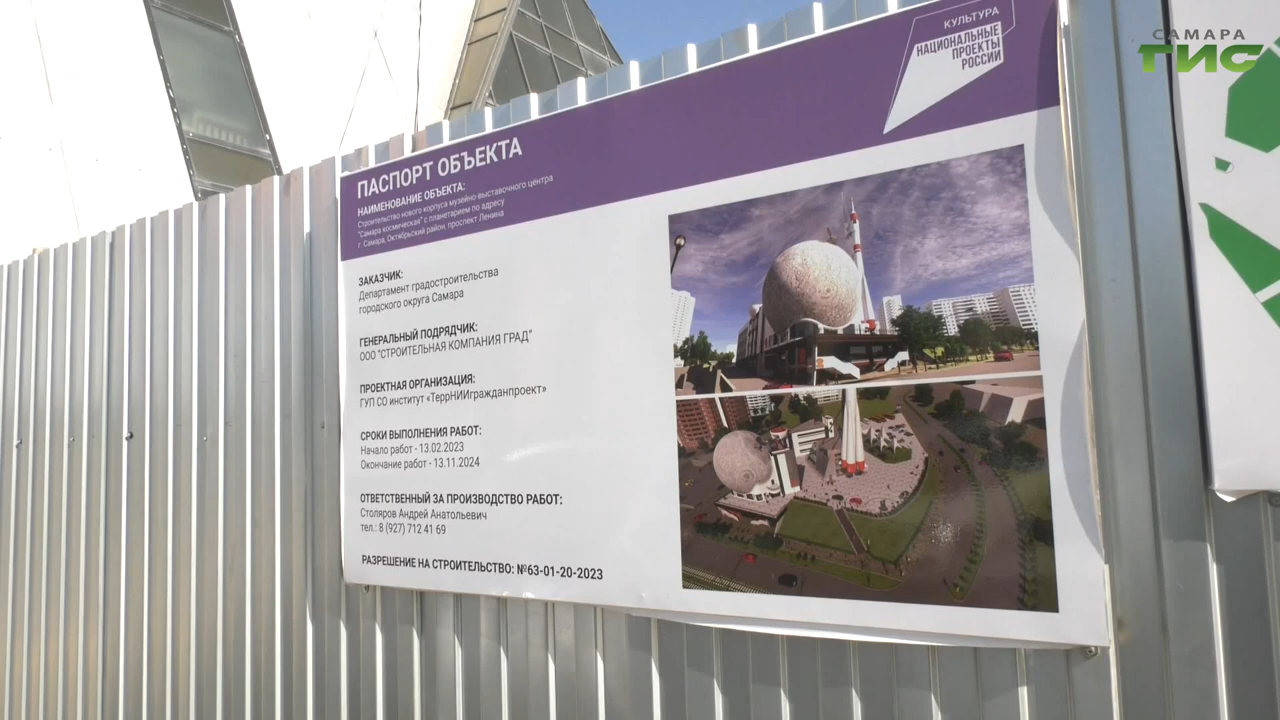 САМАРА
ГИС
КУЛЬТУРА
НАЦИОНАЛЬНЫЕ
ПРОЕКТЫ
РОССИИ
ПАСПОРТ ОБЪЕКТА
НАИМЕНОВАНИЕ ОБЪЕКТА:
Строительство нового корпуса музейно-выставочного центра
"Самара космическая" с планетарием по адресу
г. Самара, Октябрьский район, проспект Ленина
ЗАКАЗЧИК:
Департамент градостроительства
городского округа Самара
ГЕНЕРАЛЬНЫЙ ПОДРЯДЧИК:
ООО "СТРОИТЕЛЬНАЯ КОМПАНИЯ ГРАД"
ПРОЕКТНАЯ ОРГАНИЗАЦИЯ:
ГУП СО институт «ТеррНИИгражданпроект»
СРОКИ ВЫПОЛНЕНИЯ РАБОТ:
Начало работ - 13.02.2023
Окончание работ - 13.11.2024
ОТВЕТСТВЕННЫЙ ЗА ПРОИЗВОДСТВО РАБОТ:
Столяров Андрей Анатольевич
тел.: 8 (927) 712 41 69
РАЗРЕШЕНИЕ НА СТРОИТЕЛЬСТВО: №63-01-20-2023